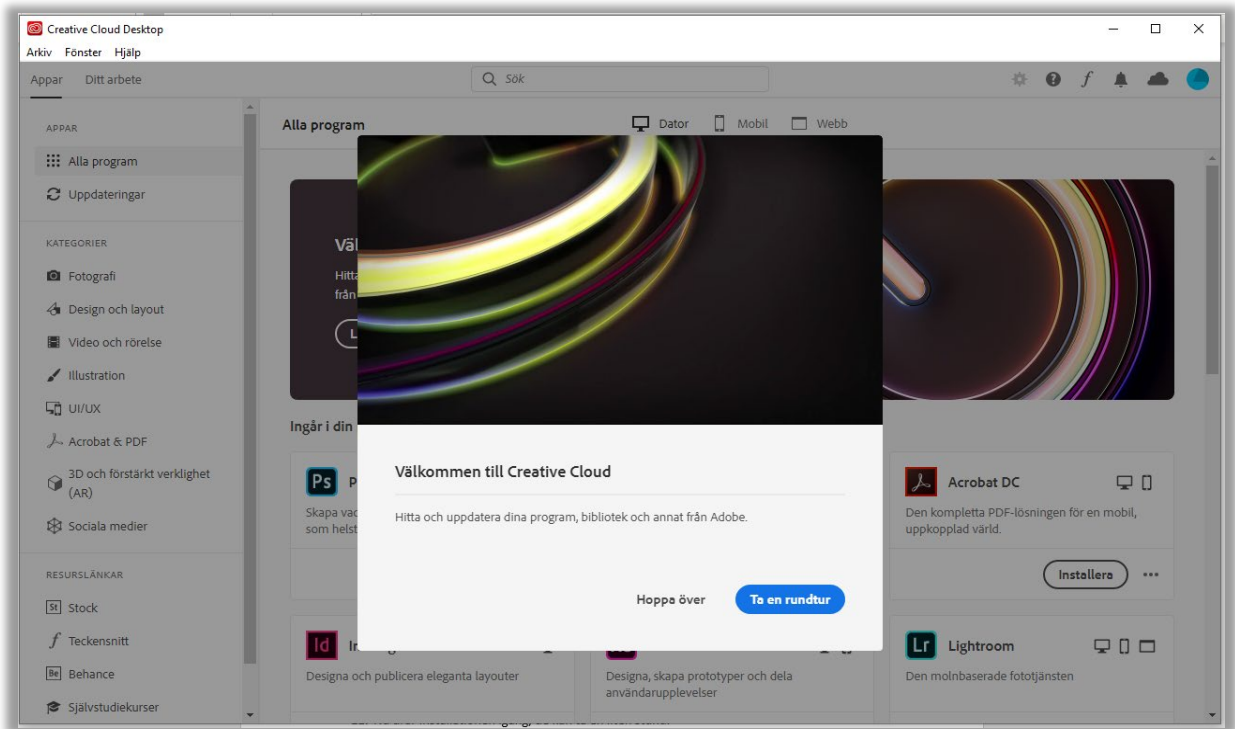 Creative Cloud Desktop
Arkiv Fönster Hjälp
Appar Ditt arbete
Sök
APPAR
Alla program
Uppdateringar
KATEGORIER
Fotografi
Design och layout
Video och rörelse
Illustration
UI/UX
Acrobat & PDF
3D och förstärkt verklighet
(AR)
Sociala medier
RESURSLÄNKAR
St Stock
f Teckensnitt
Be Behance
Självstudiekurser
Alla program
Dator Mobil Webb
Väl
Hitta
från
L
Ingår i din
Välkommen till Creative Cloud
Hitta och uppdatera dina program, bibliotek och annat från Adobe.
Hoppa över Ta en rundtur
Ps P
Skapa vad
som helst
Acrobat DC
Den kompletta PDF-lösningen för en mobil,
uppkopplad värld.
Installera
Id In
Designa och publicera eleganta layouter
Designa, skapa prototyper och dela
användarupplevelser
Lr Lightroom
Den molnbaserade fototjänsten